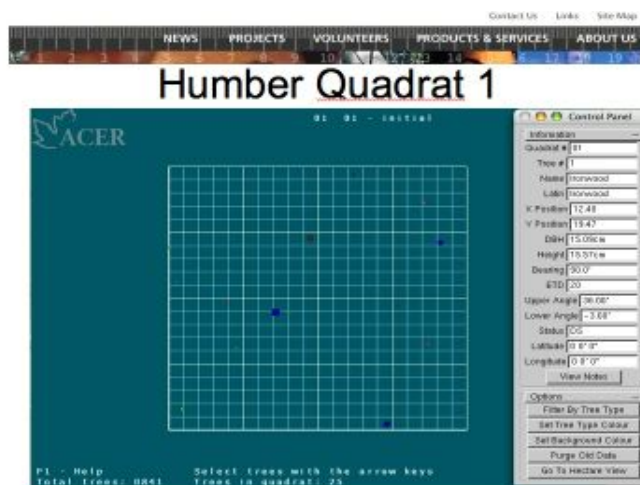 Contact Us Links Site Map
NEWS PROJECTS VOLUNTEERS PRODUCTS & SERVICES ABOUT US
Humber Quadrat 1
ACER
01 01 - initial
Control Panel
Information
Quadrat # 01
Tree # 1
Name Ironwood
Latin Ironwood
X Position 12.48
Y Position 19.47
DBH 15.09cm
Height 15.57cm
Bearing 90.0°
ETD 20
Upper Angle 36.00°
Lower Angle -3.00°
Status DS
Latitude 0 0' 0"
Longitude 0 0' 0"
View Notes
Options
Filter By Tree Type
Set Tree Type Colour
Set Background Colour
Purge Old Data
Go To Hectare View
F1 - Help
Select trees with the arrow keys
Total trees: 0841
Trees in quadrat: 25